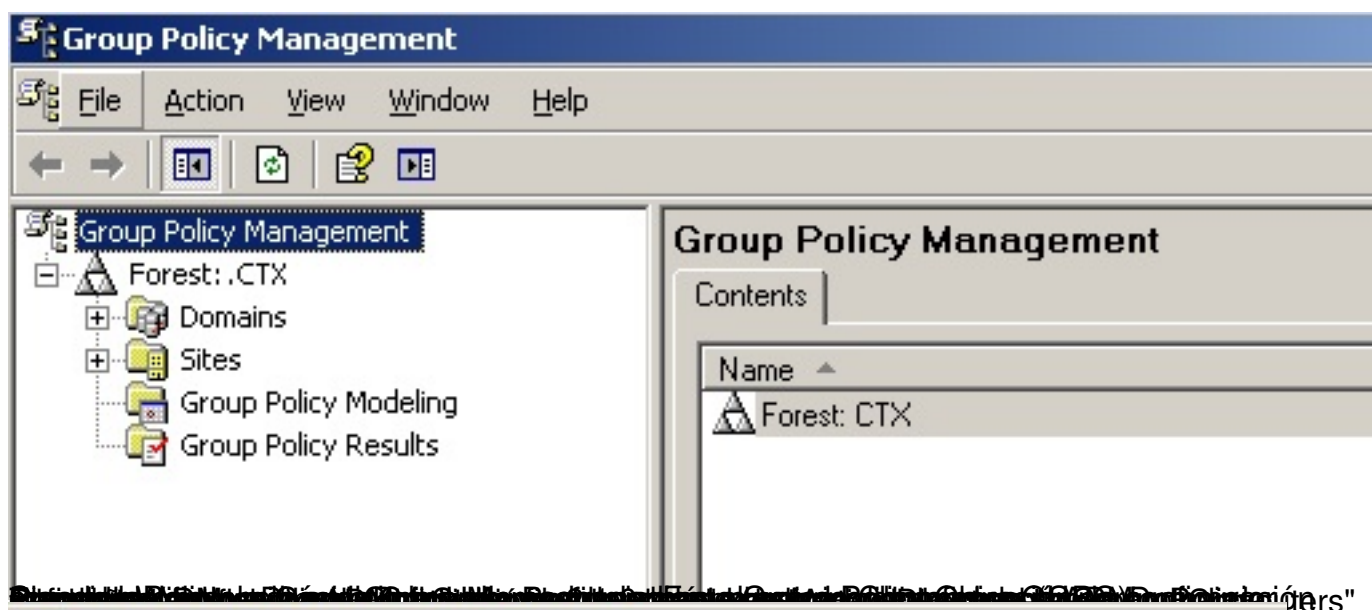 Group Policy Management
File Action View Window Help
Group Policy Management
Forest: .CTX
Domains
Sites
Group Policy Modeling
Group Policy Results
Group Policy Management
Contents
Name
Forest: CTX